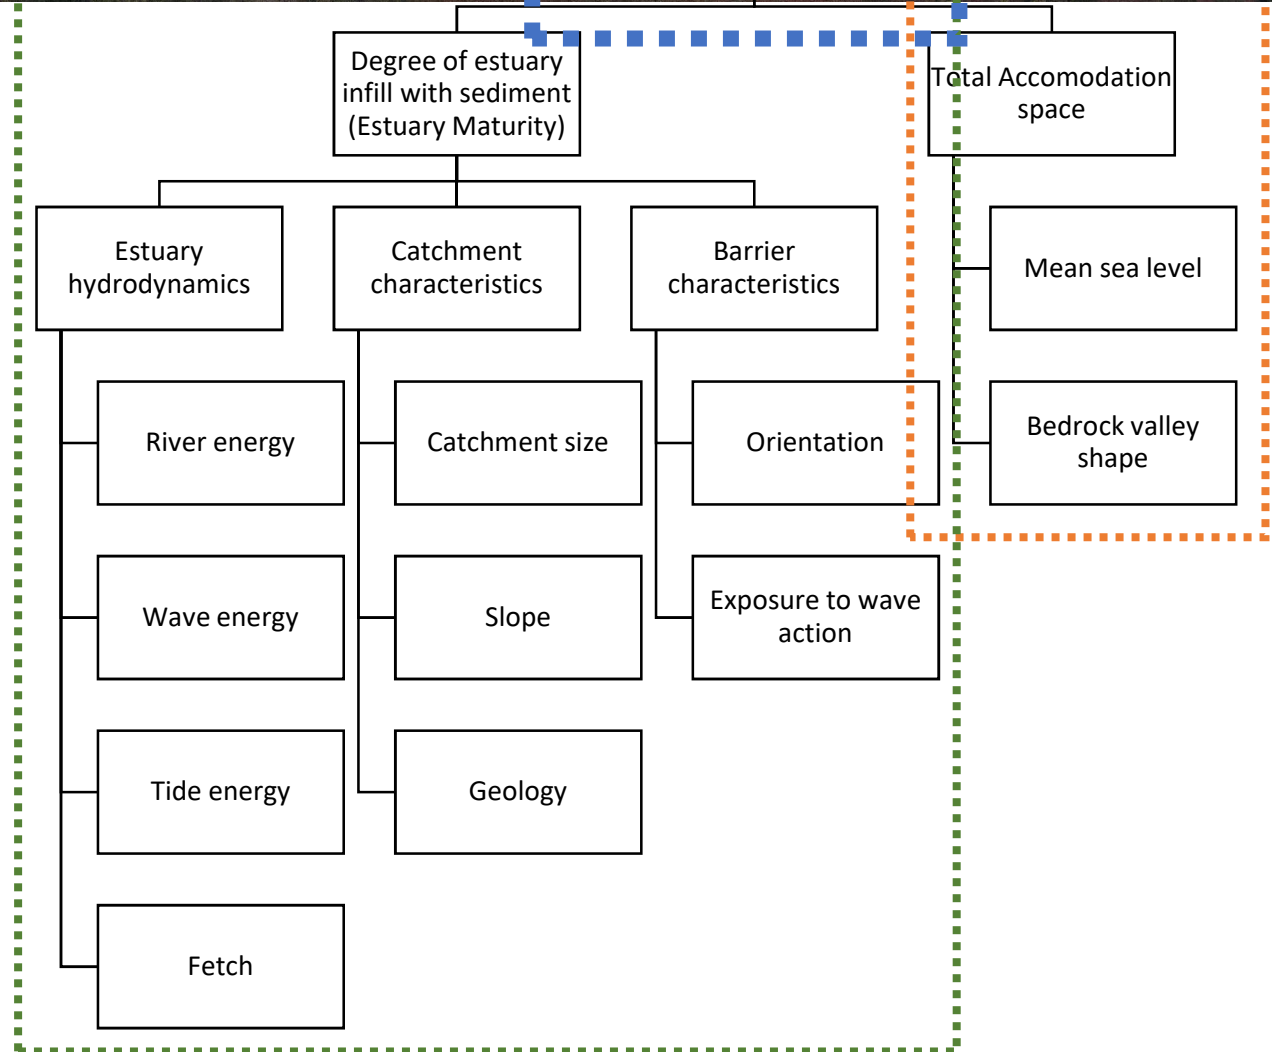 Degree of estuary
infill with sediment
(Estuary Maturity)
Total Accomodation
space
Estuary
hydrodynamics
Catchment
characteristics
Barrier
characteristics
Mean sea level
River energy
Catchment size
Orientation
Bedrock valley
shape
Wave energy
Slope
Exposure to wave
action
Tide energy
Geology
Fetch